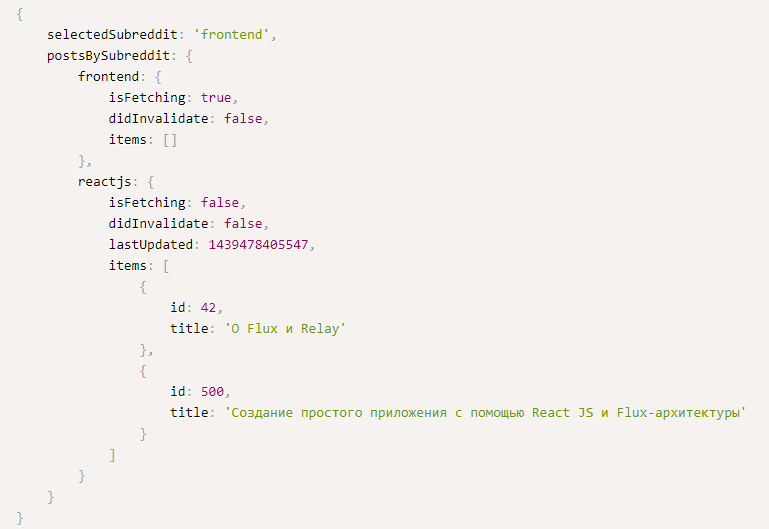 {
    selectedSubreddit: 'frontend',
    postsBySubreddit: {
        frontend: {
            isFetching: true,
            didInvalidate: false,
            items: []
        },
        reactjs: {
            isFetching: false,
            didInvalidate: false,
            lastUpdated: 1439478405547,
            items: [
                {
                    id: 42,
                    title: 'О Flux и Relay'
                },
                {
                    id: 500,
                    title: 'Создание простого приложения с помощью React JS и Flux-архитектуры'
                }
            ]
        }
    }
}